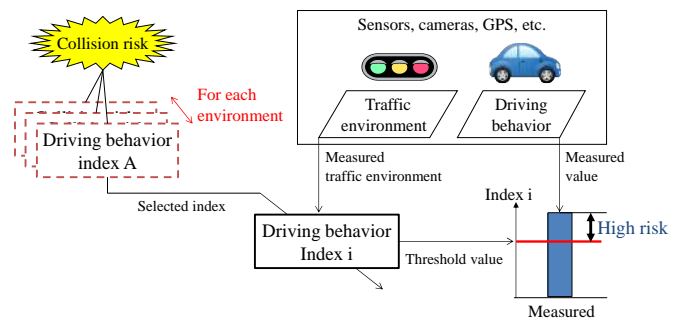 Collision risk
For each
environment
Driving behavior
index A
Sensors, cameras, GPS, etc.
Traffic
environment
Driving
behavior
Measured
traffic environment
Measured
value
Selected index
Driving behavior
Index i
Threshold value
Index i
High risk
Measured